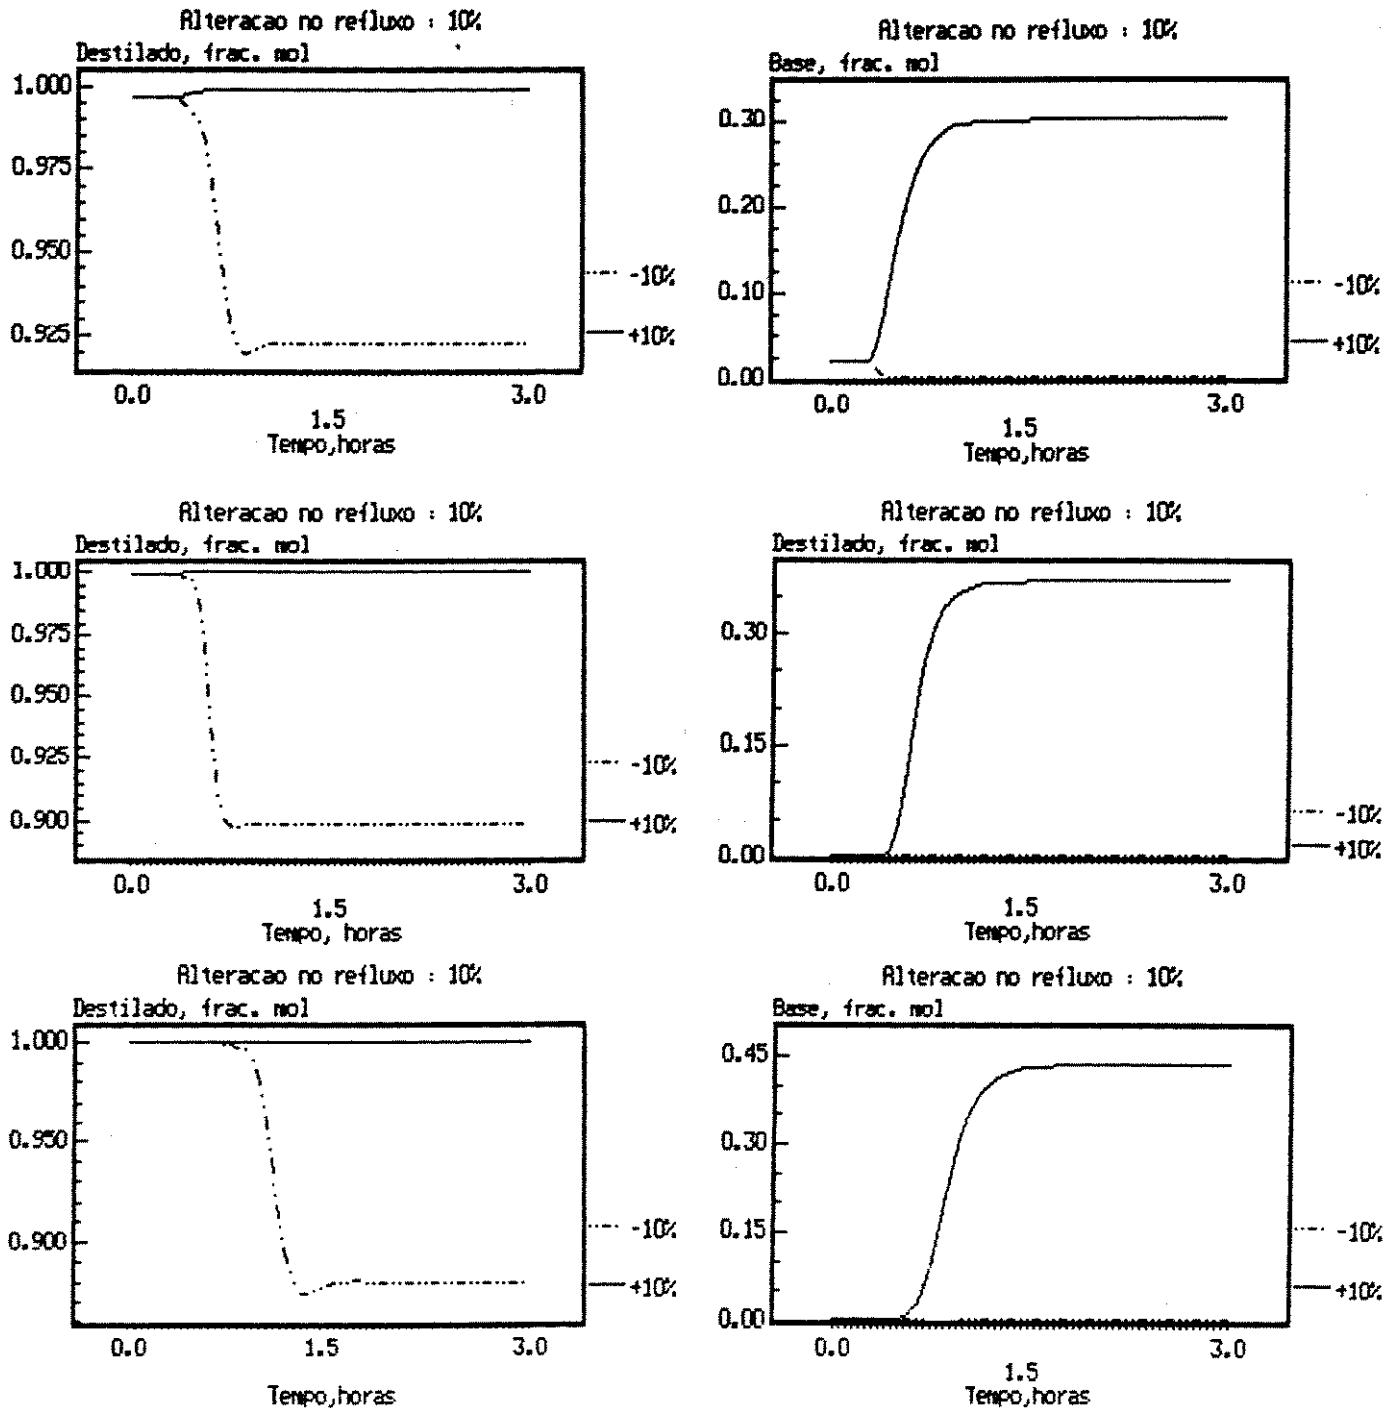 Alteracao no refluxo : 10%
Destilado, frac. mol
1.000
0.975
0.950
0.925
-10%
+10%
0.0
3.0
1.5
Tempo,horas
Alteracao no refluxo : 10%
Base, frac. mol
0.30
0.20
0.10
0.00
-10%
+10%
0.0
3.0
1.5
Tempo,horas
Alteracao no refluxo : 10%
Destilado, frac. mol
1.000
0.975
0.950
0.925
0.900
-10%
+10%
0.0
3.0
1.5
Tempo, horas
Alteracao no refluxo : 10%
Destilado, frac. mol
0.30
0.15
0.00
-10%
+10%
0.0
3.0
1.5
Tempo,horas
Alteracao no refluxo : 10%
Destilado, frac. mol
1.000
0.950
0.900
-10%
+10%
0.0
1.5
3.0
Tempo,horas
Alteracao no refluxo : 10%
Base, frac. mol
0.45
0.30
0.15
0.00
-10%
+10%
0.0
3.0
1.5
Tempo,horas